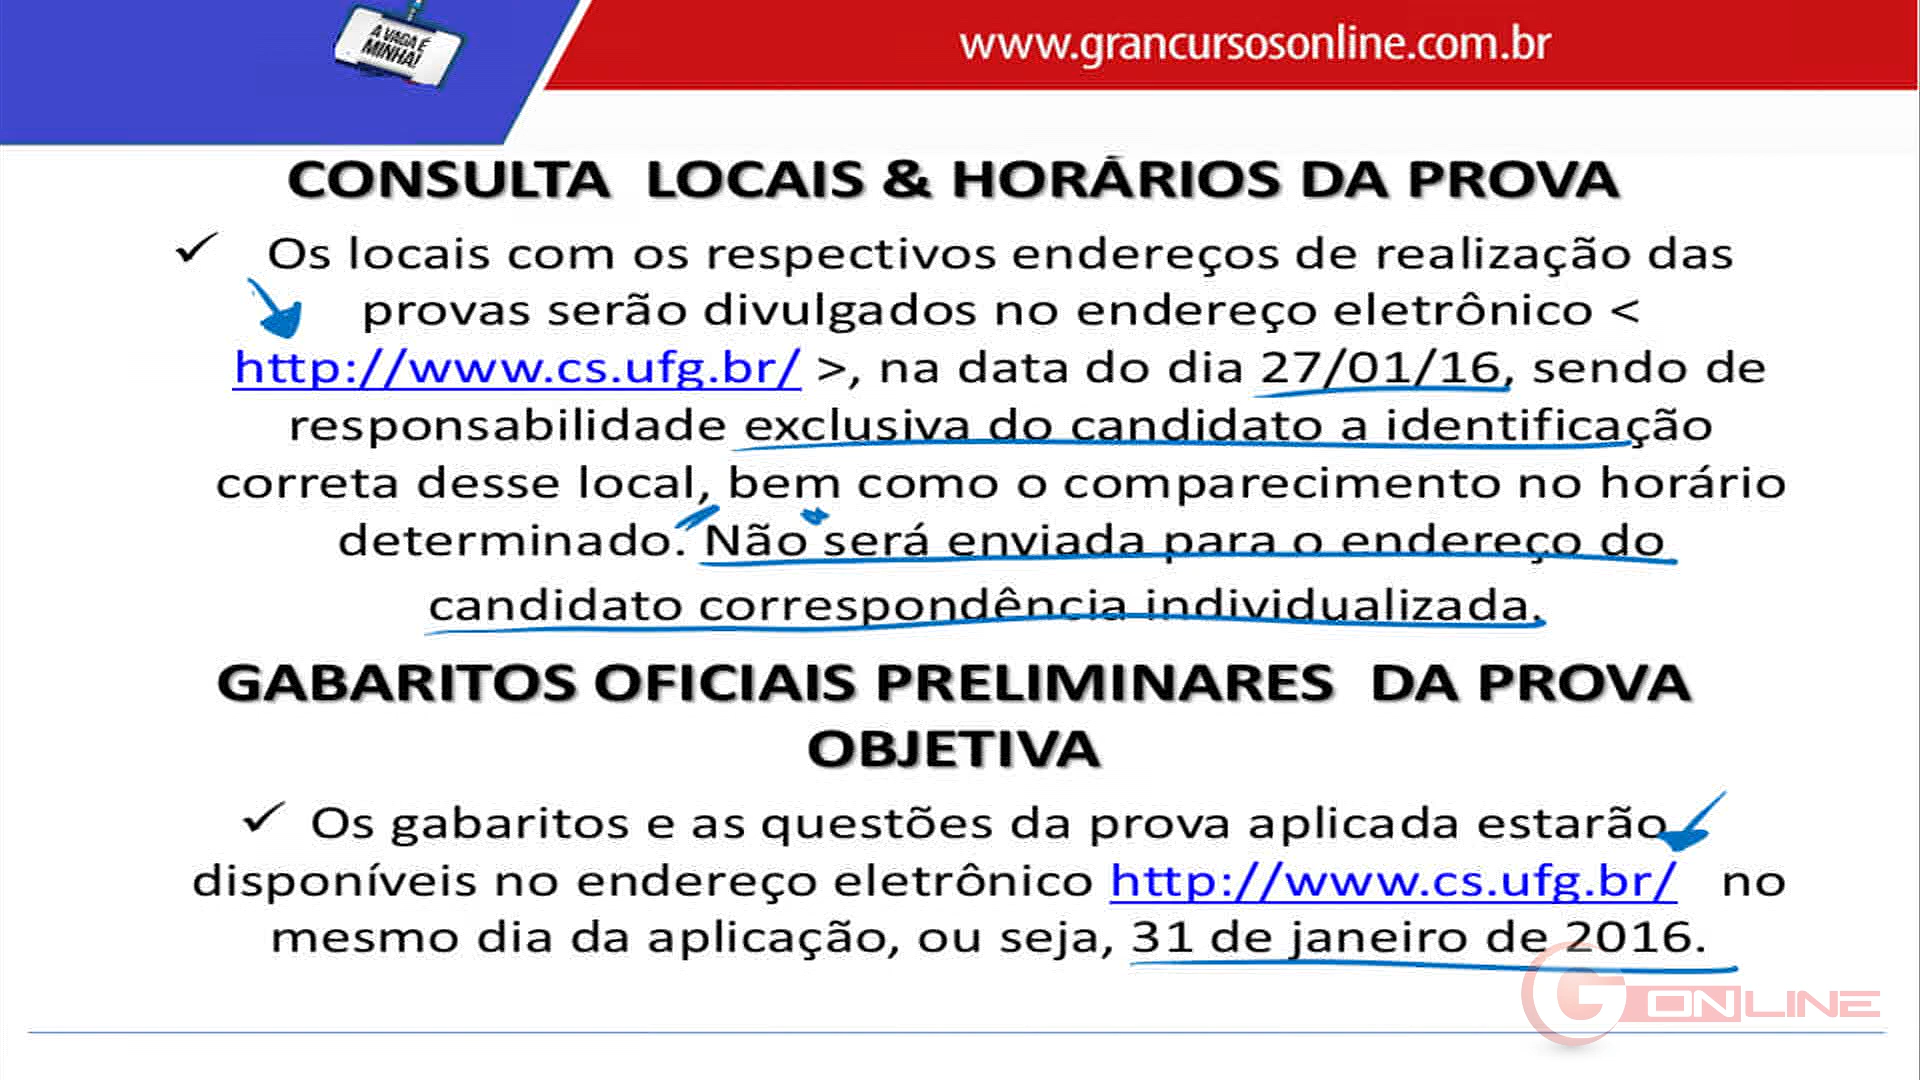 A VAGA É
MINHA!
www.grancursosonline.com.br
CONSULTA LOCAIS & HORÁRIOS DA PROVA
✓ Os locais com os respectivos endereços de realização das
provas serão divulgados no endereço eletrônico <
http://www.cs.ufg.br/ >, na data do dia 27/01/16, sendo de
responsabilidade exclusiva do candidato a identificação
correta desse local, bem como o comparecimento no horário
determinado. Não será enviada para o endereço do
candidato correspondência individualizada.
GABARITOS OFICIAIS PRELIMINARES DA PROVA
OBJETIVA
✓ Os gabaritos e as questões da prova aplicada estarão
disponíveis no endereço eletrônico http://www.cs.ufg.br/ no
mesmo dia da aplicação, ou seja, 31 de janeiro de 2016.
G ONLINE